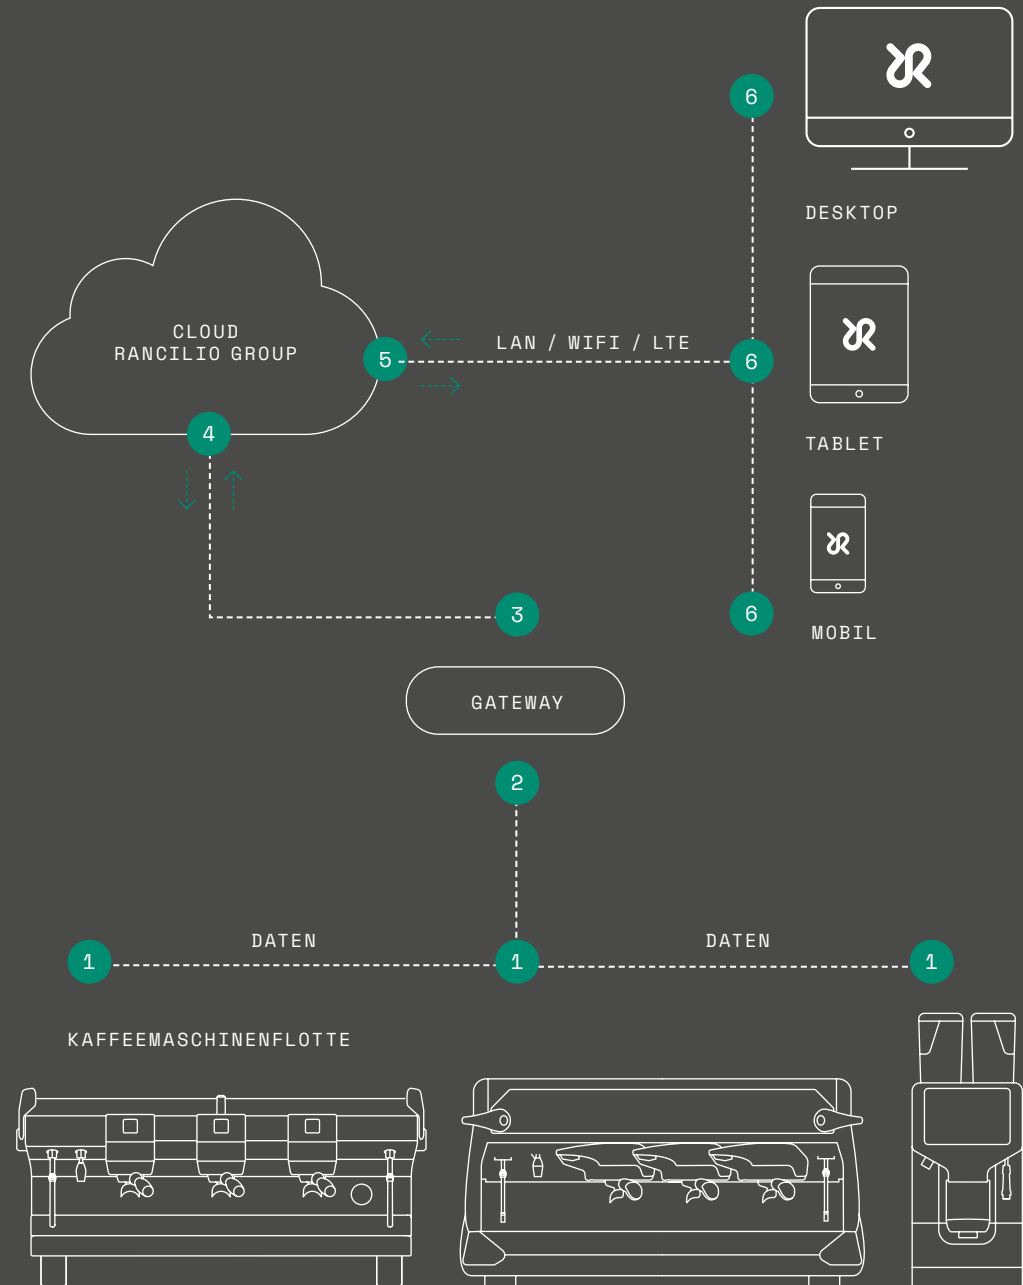 6
DESKTOP
CLOUD
RANCILIO GROUP
5
LAN / WIFI / LTE
6
4
TABLET
3
6
MOBIL
GATEWAY
2
DATEN
DATEN
1
1
1
KAFFEEMASCHINENFLOTTE